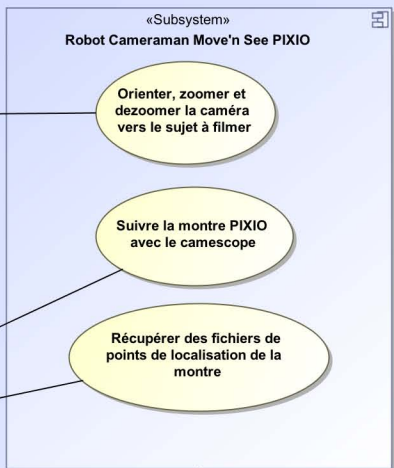 «Subsystem»
Robot Cameraman Move'n See PIXIO
Orienter, zoomer et
dezoomer la caméra
vers le sujet à filmer
Suivre la montre PIXIO
avec le camescope
Récupérer des fichiers de
points de localisation de la
montre